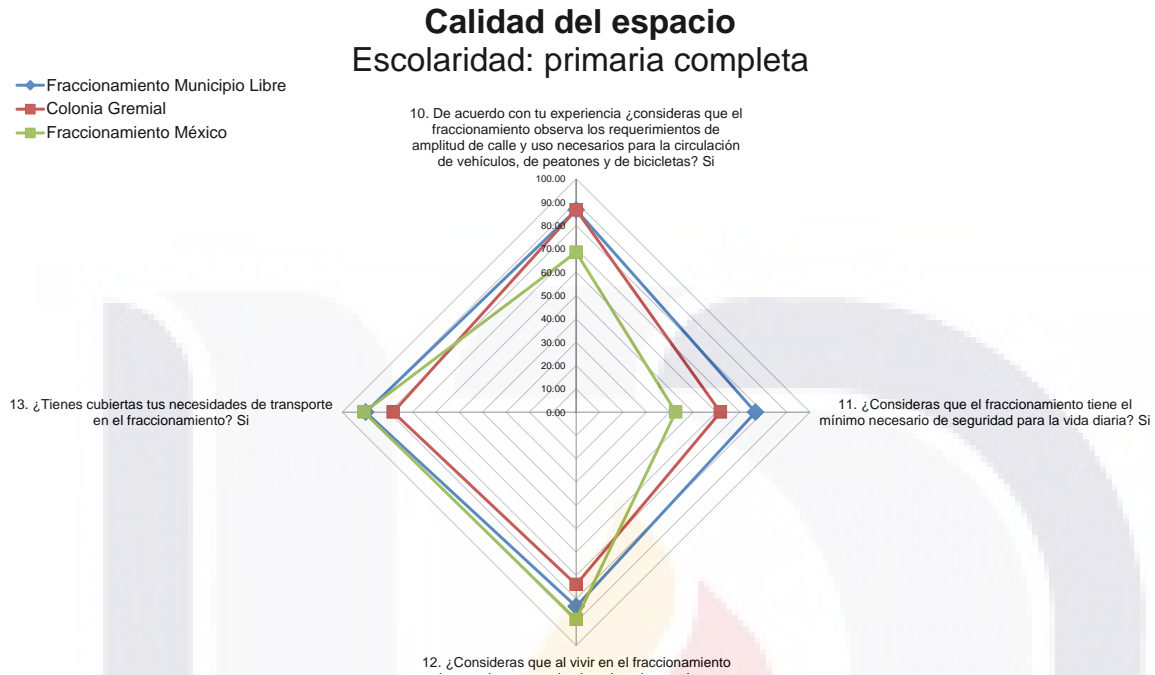 Calidad del espacio
Escolaridad: primaria completa
Fraccionamiento Municipio Libre
Colonia Gremial
Fraccionamiento México
10. De acuerdo con tu experiencia ¿consideras que el
fraccionamiento observa los requerimientos de
amplitud de calle y uso necesarios para la circulación
de vehículos, de peatones y de bicicletas? Si
100.00
90.00
80.00
70.00
60.00
50.00
40.00
30.00
20.00
10.00
0.00
13. ¿Tienes cubiertas tus necesidades de transporte
en el fraccionamiento? Si
11. ¿Consideras que el fraccionamiento tiene el
mínimo necesario de seguridad para la vida diaria? Si
12. ¿Consideras que al vivir en el fraccionamiento